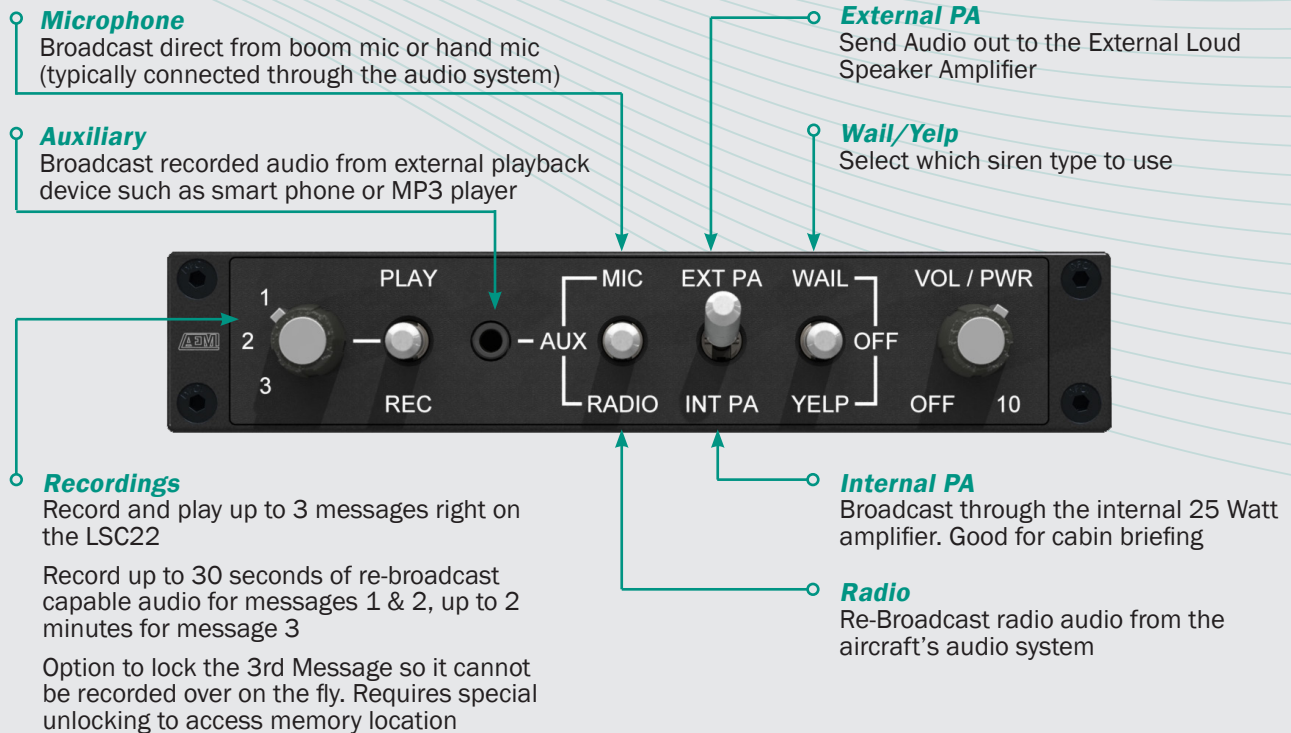 Microphone
Broadcast direct from boom mic or hand mic
(typically connected through the audio system)
External PA
Send Audio out to the External Loud
Speaker Amplifier
Auxiliary
Broadcast recorded audio from external playback
device such as smart phone or MP3 player
Wail/Yelp
Select which siren type to use
PLAY
MIC
EXT PA
WAIL
VOL / PWR
1
2
3
AEM
AUX
OFF
REC
RADIO
INT PA
YELP
OFF
10
Recordings
Record and play up to 3 messages right on
the LSC22
Record up to 30 seconds of re-broadcast
capable audio for messages 1 & 2, up to 2
minutes for message 3
Option to lock the 3rd Message so it cannot
be recorded over on the fly. Requires special
unlocking to access memory location
Internal PA
Broadcast through the internal 25 Watt
amplifier. Good for cabin briefing
Radio
Re-Broadcast radio audio from the
aircraft's audio system